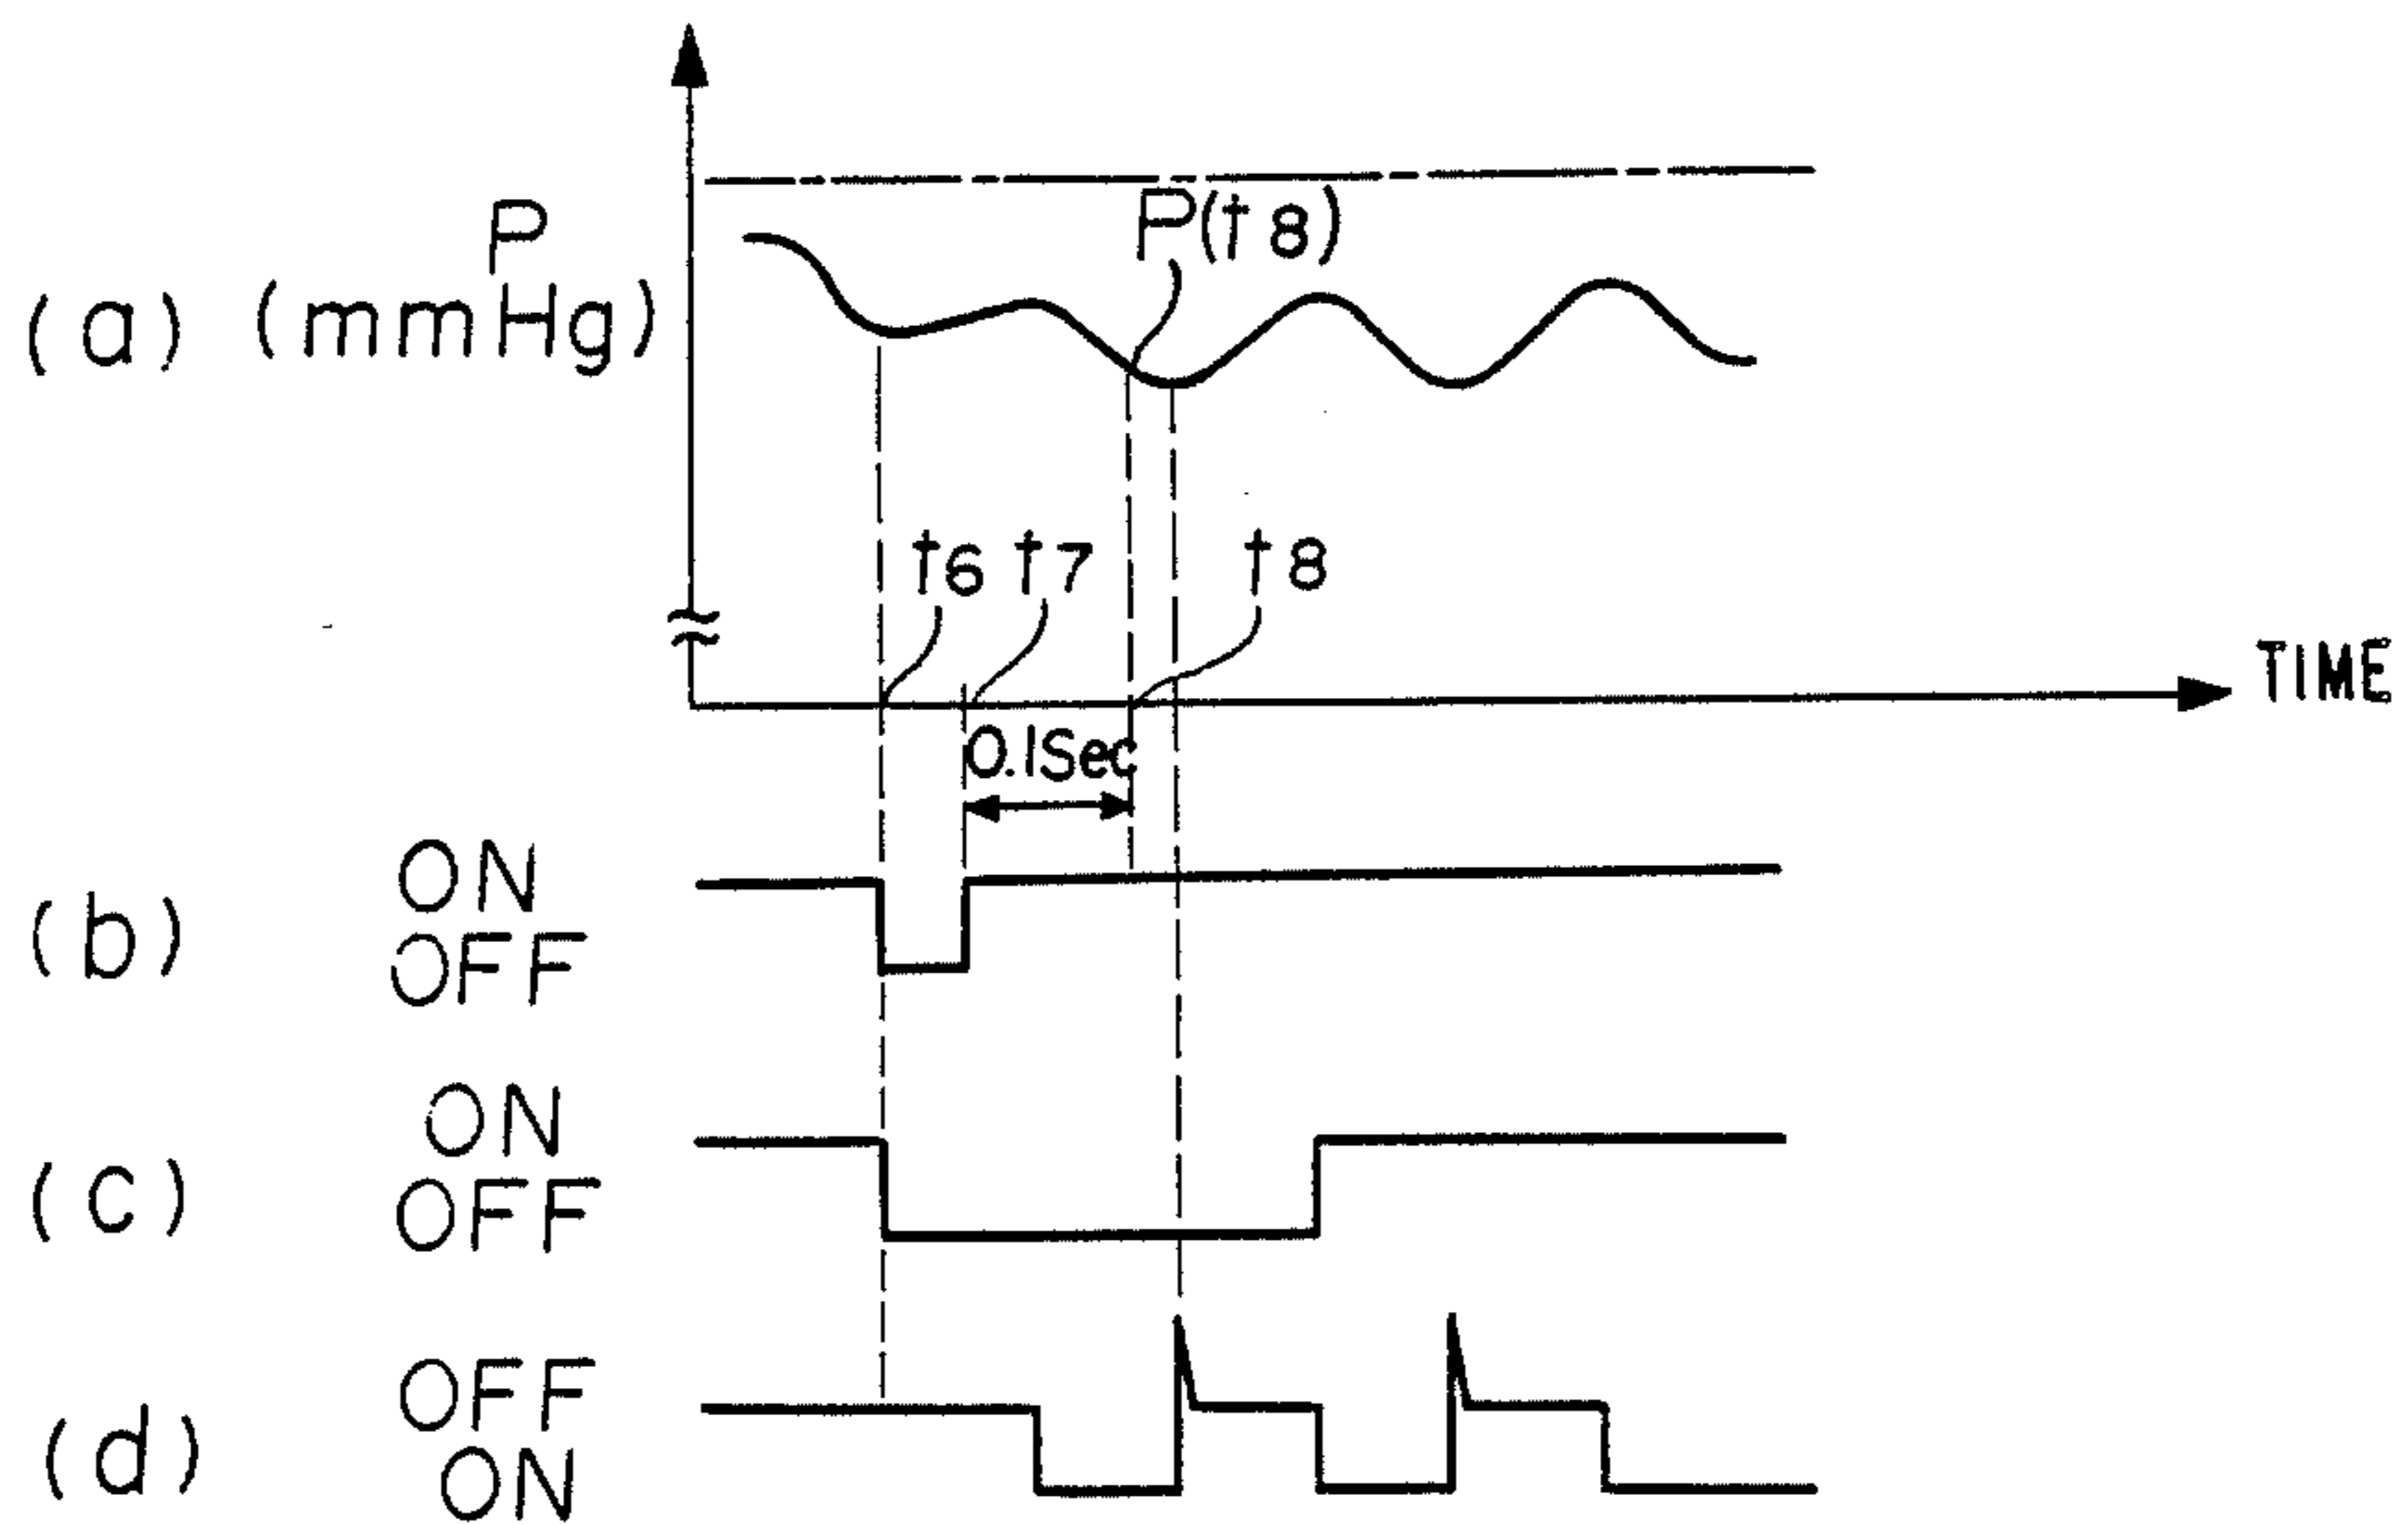 P
(a) (mmHg)
P(t8)
t6 t7 t8
TIME
0.1Sec
ON
(b)
OFF
ON
(c)
OFF
OFF
(d)
ON